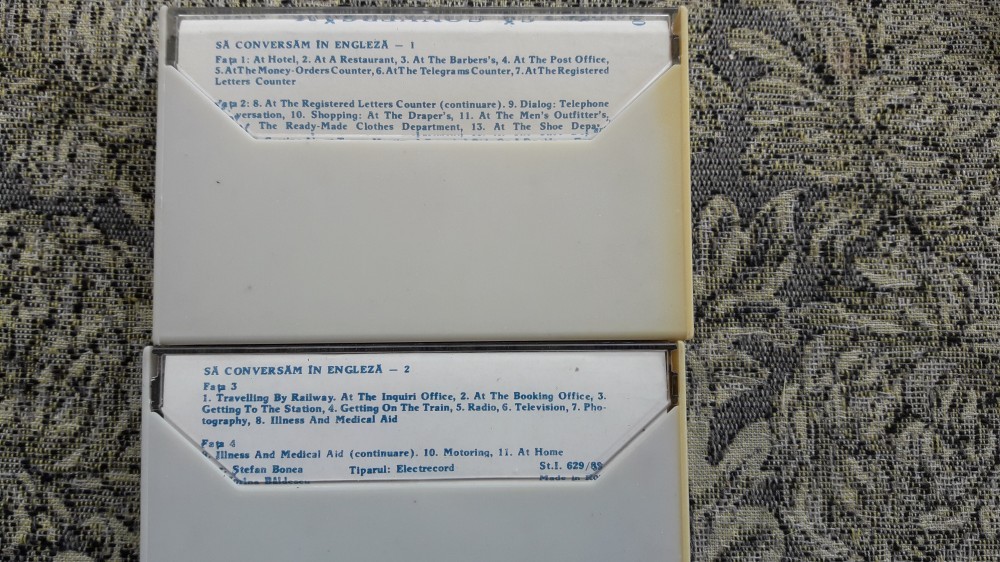 SĂ CONVERSĂM ÎN ENGLEZĂ — 1
Fața 1: At Hotel, 2. At A Restaurant, 3. At The Barbers's, 4. At The Post Office,
5. At The Money-Orders Counter, 6. At The Telegrams Counter, 7. At The Registered
Letters Counter
2: 8. At The Registered Letters Counter (continuare). 9. Dialog: Telephone
10. Shopping: At The Draper's, 11. At The Men's Outfitter's,
The Ready-Made Clothes Department, 13. At The Shoe
SĂ CONVERSĂM ÎN ENGLEZĂ — 2
Fața 3
1. Travelling By Railway. At The Inquiri Office, 2. At The Booking Office, 3.
Getting To The Station, 4. Getting On The Train, 5. Radio, 6. Television, 7. Pho-
tography, 8. Illness And Medical Aid
Fața 4
Illness And Medical Aid (continuare). 10. Motoring, 11. At Home
Stefan Bonea Tiparul: Electrecord St.I. 629/89
Made in